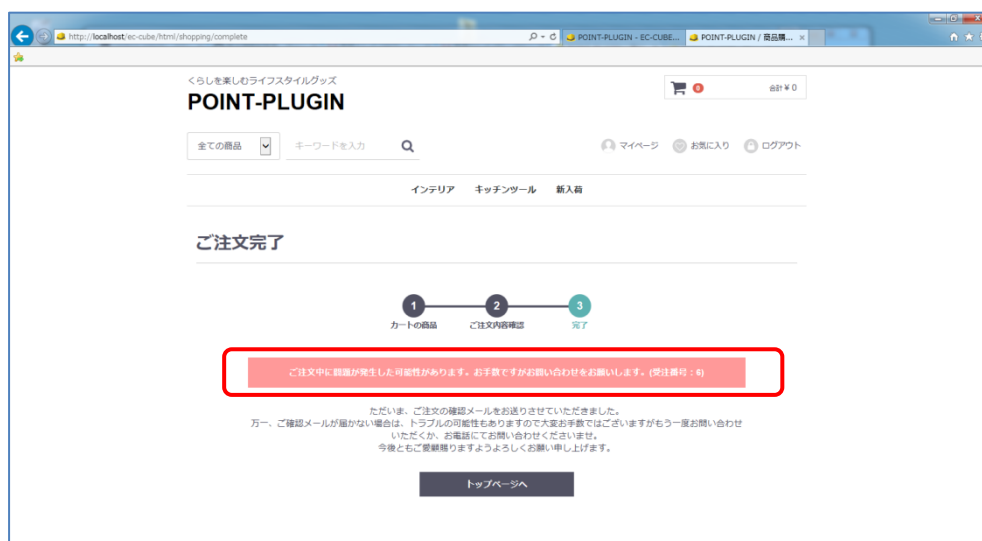 http://localhost/ec-cube/html/shopping/complete
POINT-PLUGIN - EC-CUBE...
POINT-PLUGIN / 商品購...
くらしを楽しむライフスタイルグッズ
POINT-PLUGIN
0
合計 ¥ 0
全ての商品
キーワードを入力
マイページ
お気に入り
ログアウト
インテリア キッチンツール 新入荷
ご注文完了
1 2 3
カートの商品 ご注文内容確認 完了
ご注文中に問題が発生した可能性があります。お手数ですがお問い合わせをお願いします。(受注番号：6)
ただいま、ご注文の確認メールをお送りさせていただきました。
万一、ご確認メールが届かない場合は、トラブルの可能性もありますので大変お手数ではございますがもう一度お問い合わせ
いただくか、お電話にてお問い合わせくださいませ。
今後ともご愛顧賜りますようよろしくお願い申し上げます。
トップページへ